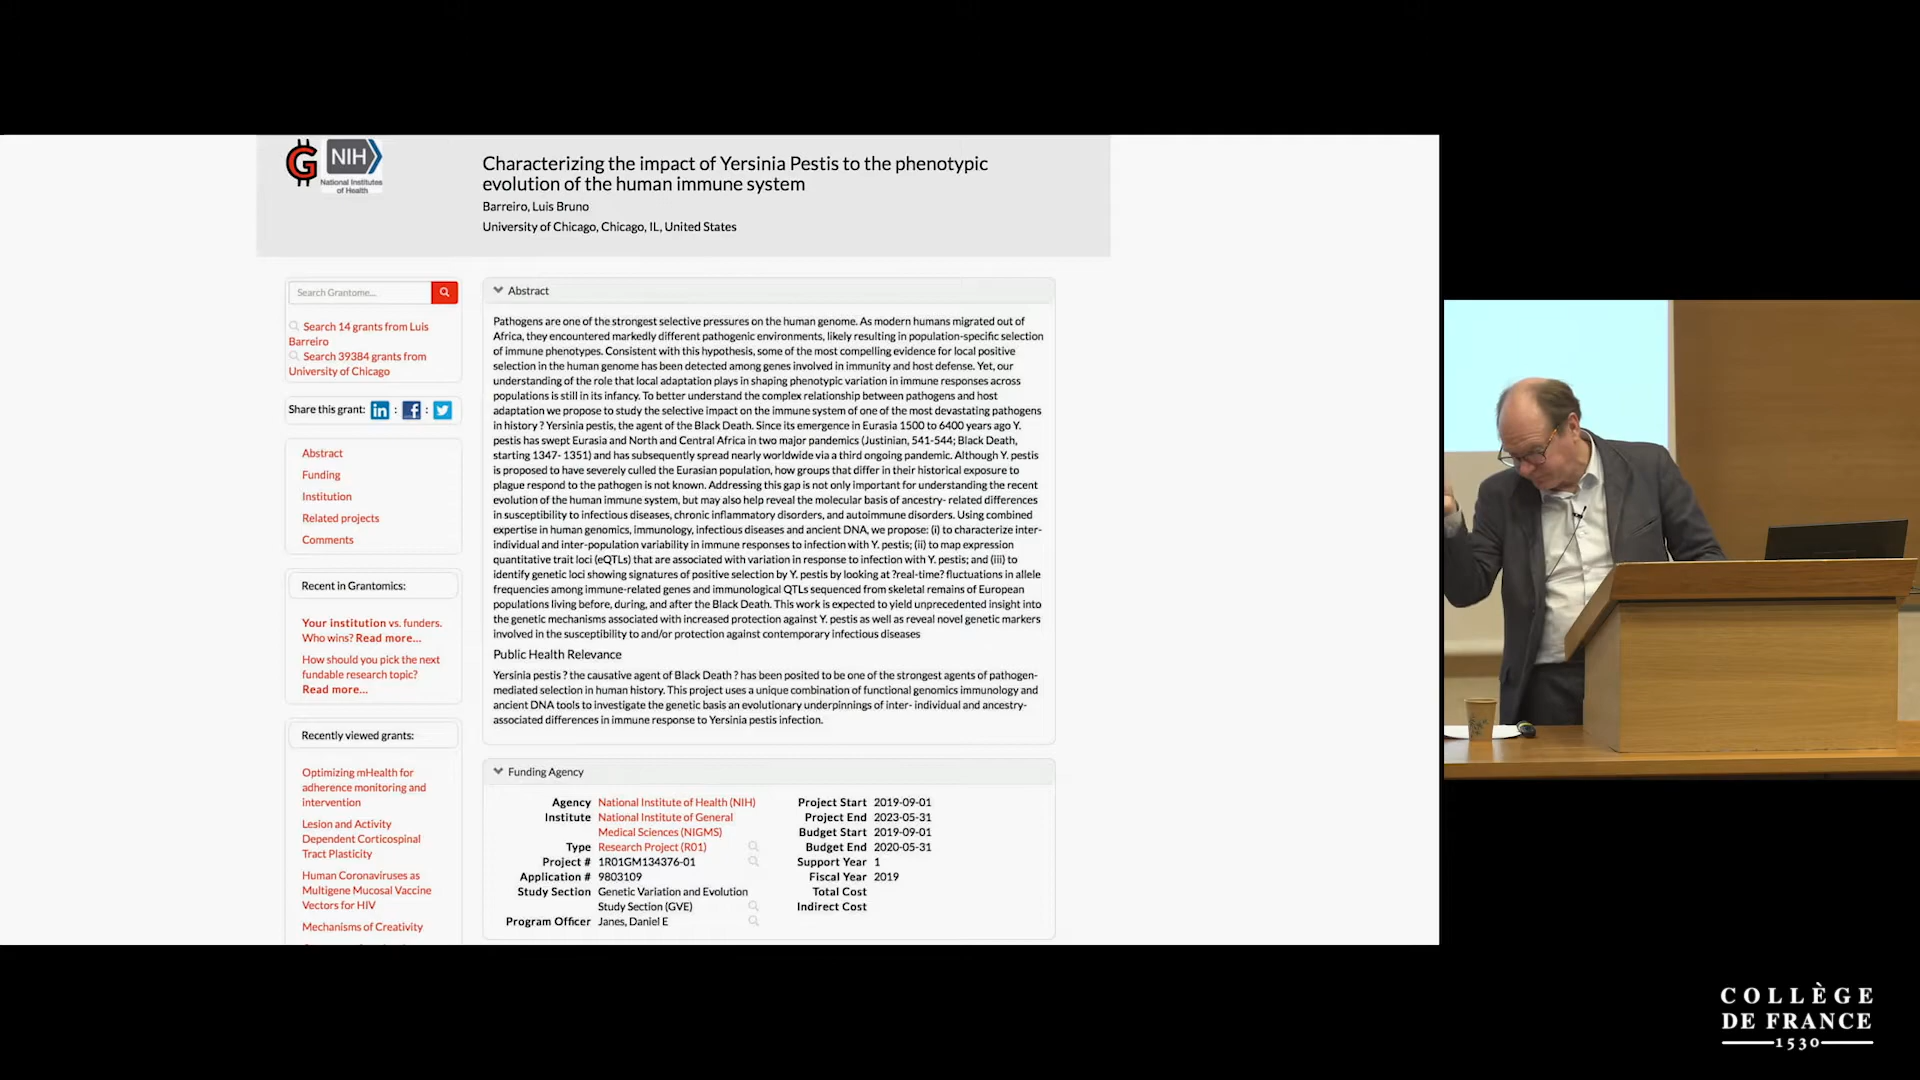 G
NIH
National Institutes
of Health
Characterizing the impact of Yersinia Pestis to the phenotypic
evolution of the human immune system
Barreiro, Luis Bruno
University of Chicago, Chicago, IL, United States
Search Grantome...
Search 14 grants from Luis
Barreiro
Search 39384 grants from
University of Chicago
Share this grant: in : f :
Abstract
Funding
Institution
Related projects
Comments
Recent in Grantomics:
Your institution vs. funders.
Who wins? Read more...
How should you pick the next
fundable research topic?
Read more...
Recently viewed grants:
Optimizing mHealth for
adherence monitoring and
intervention
Lesion and Activity
Dependent Corticospinal
Tract Plasticity
Human Coronaviruses as
Multigene Mucosal Vaccine
Vectors for HIV
Mechanisms of Creativity
Abstract
Pathogens are one of the strongest selective pressures on the human genome. As modern humans migrated out of
Africa, they encountered markedly different pathogenic environments, likely resulting in population-specific selection
of immune phenotypes. Consistent with this hypothesis, some of the most compelling evidence for local positive
selection in the human genome has been detected among genes involved in immunity and host defense. Yet, our
understanding of the role that local adaptation plays in shaping phenotypic variation in immune responses across
populations is still in its infancy. To better understand the complex relationship between pathogens and host
adaptation we propose to study the selective impact on the immune system of one of the most devastating pathogens
in history ? Yersinia pestis, the agent of the Black Death. Since its emergence in Eurasia 1500 to 6400 years ago Y.
pestis has swept Eurasia and North and Central Africa in two major pandemics (Justinian, 541-544; Black Death,
starting 1347- 1351) and has subsequently spread nearly worldwide via a third ongoing pandemic. Although Y. pestis
is proposed to have severely culled the Eurasian population, how groups that differ in their historical exposure to
plague respond to the pathogen is not known. Addressing this gap is not only important for understanding the recent
evolution of the human immune system, but may also help reveal the molecular basis of ancestry- related differences
in susceptibility to infectious diseases, chronic inflammatory disorders, and autoimmune disorders. Using combined
expertise in human genomics, immunology, infectious diseases and ancient DNA, we propose: (i) to characterize inter-
individual and inter-population variability in immune responses to infection with Y. pestis; (ii) to map expression
quantitative trait loci (eQTLs) that are associated with variation in response to infection with Y. pestis; and (iii) to
identify genetic loci showing signatures of positive selection by Y. pestis by looking at ?real-time? fluctuations in allele
frequencies among immune-related genes and immunological QTLs sequenced from skeletal remains of European
populations living before, during, and after the Black Death. This work is expected to yield unprecedented insight into
the genetic mechanisms associated with increased protection against Y. pestis as well as reveal novel genetic markers
involved in the susceptibility to and/or protection against contemporary infectious diseases
Public Health Relevance
Yersinia pestis ? the causative agent of Black Death ? has been posited to be one of the strongest agents of pathogen-
mediated selection in human history. This project uses a unique combination of functional genomics immunology and
ancient DNA tools to investigate the genetic basis an evolutionary underpinnings of inter- individual and ancestry-
associated differences in immune response to Yersinia pestis infection.
Funding Agency
Agency National Institute of Health (NIH)
Institute National Institute of General
Medical Sciences (NIGMS)
Type Research Project (R01)
Project # 1R01GM134376-01
Application # 9803109
Study Section Genetic Variation and Evolution
Study Section (GVE)
Program Officer Janes, Daniel E
Project Start 2019-09-01
Project End 2023-05-31
Budget Start 2019-09-01
Budget End 2020-05-31
Support Year 1
Fiscal Year 2019
Total Cost
Indirect Cost
COLLÈGE
DE FRANCE
1530